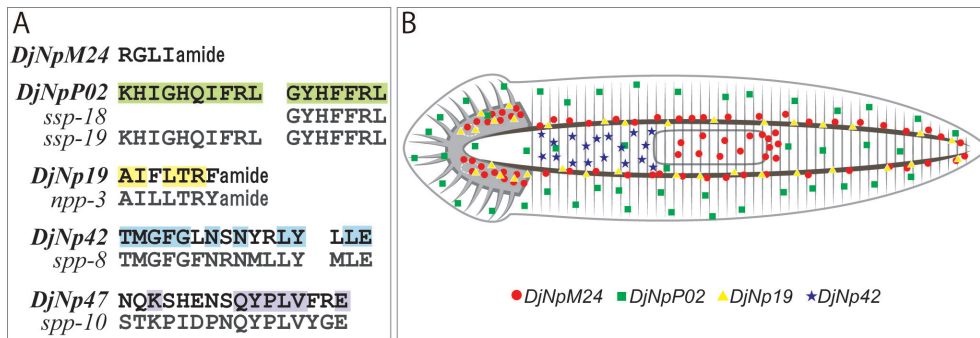 A
DjNpM24 RGLIamide
DjNpP02 KHIGHQIFRL GYHFFRL
ssp-18 GYHFFRL
ssp-19 KHIGHQIFRL GYHFFRL
DjNp19 AIFLTRFamide
npp-3 AILLTRYamide
DjNp42 TMGFGLNSNYRLY LLE
spp-8 TMGFGFNRNMLLY MLE
DjNp47 NQKSHENSQYPLVFRE
spp-10 STKPIDPNQYPLVYGE
B
DjNpM24 DjNpP02 DjNp19 DjNp42